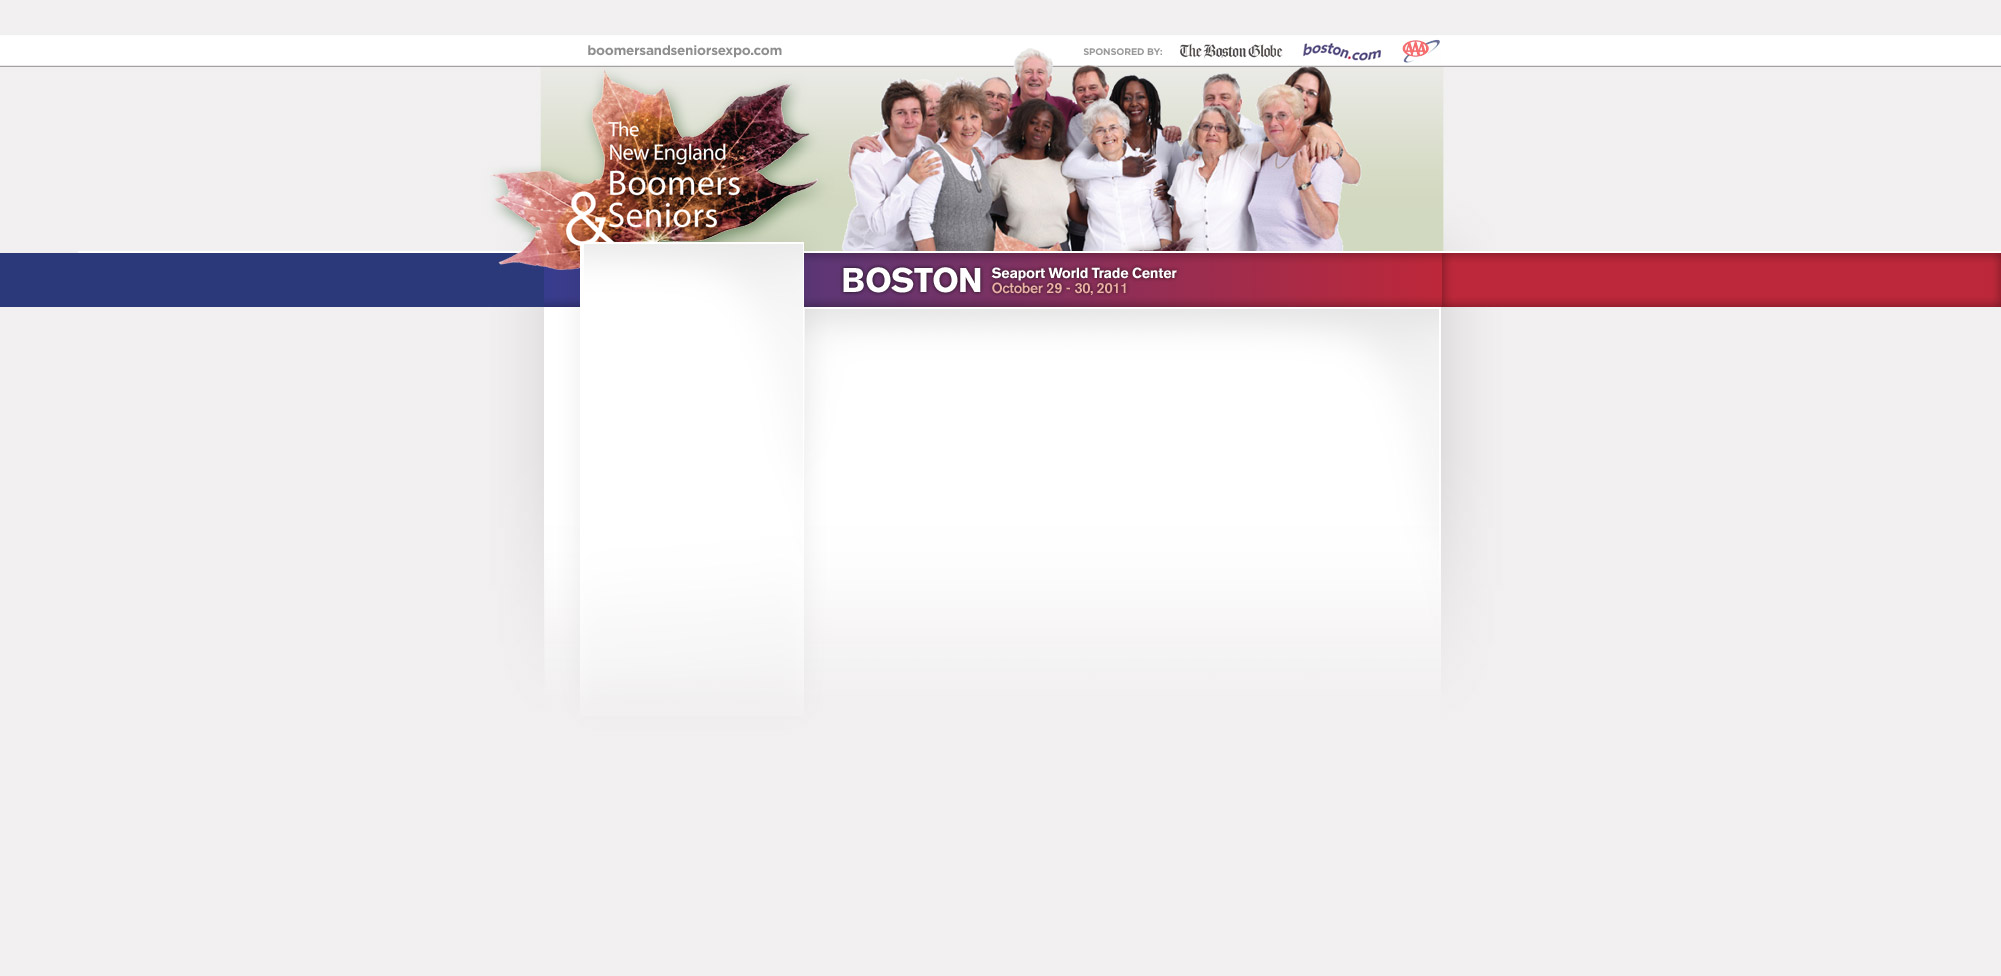 boomersandseniorsexpo.com
SPONSORED BY: The Boston Globe boston.com AAA
The
New England
Boomers
&Seniors
BOSTON
Seaport World Trade Center
October 29 - 30, 2011